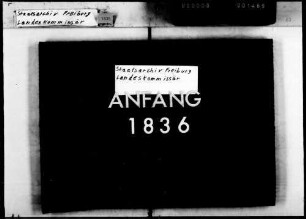 Staatsarchiv Freiburg
Landeskommissär
Staatsarchiv Freiburg
Landeskommissär
ANFANG
1836